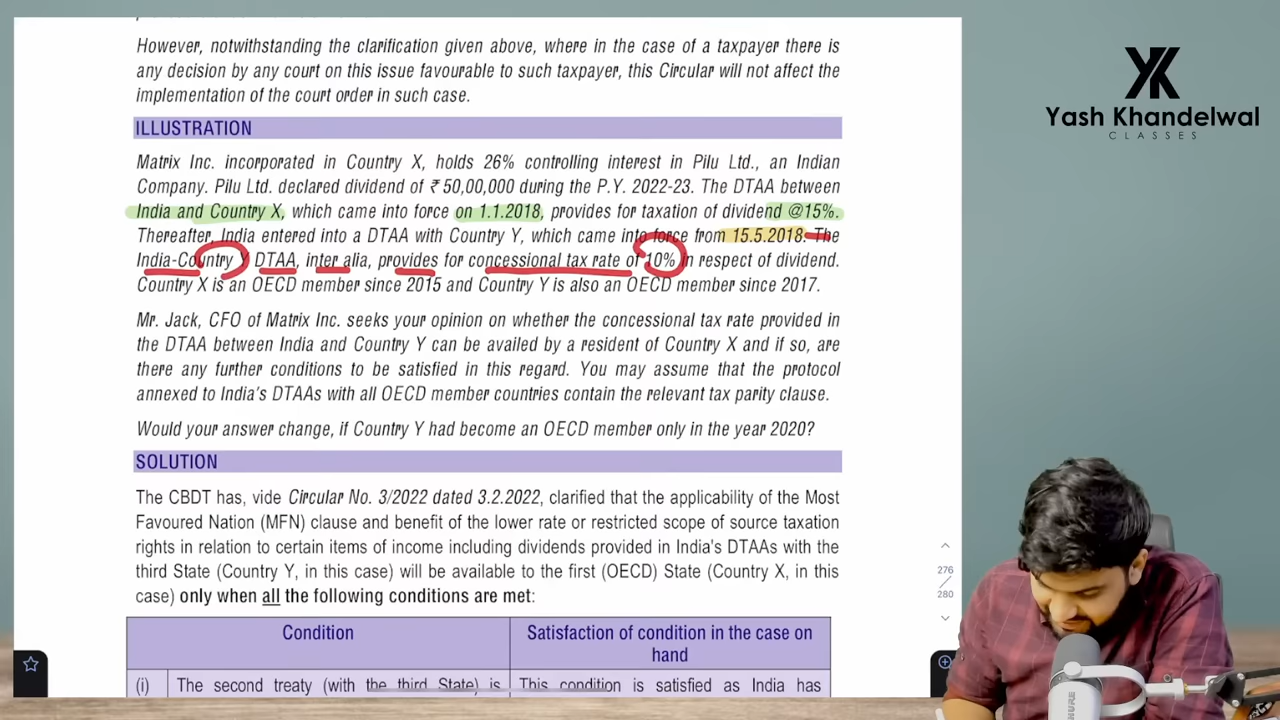 However, notwithstanding the clarification given above, where in the case of a taxpayer there is
any decision by any court on this issue favourable to such taxpayer, this Circular will not affect the
implementation of the court order in such case.
ILLUSTRATION
Matrix Inc. incorporated in Country X, holds 26% controlling interest in Pilu Ltd., an Indian
Company. Pilu Ltd. declared dividend of ₹ 50,00,000 during the P.Y. 2022-23. The DTAA between
India and Country X, which came into force on 1.1.2018, provides for taxation of dividend @15%.
Thereafter, India entered into a DTAA with Country Y, which came into force from 15.5.2018. The
India-Country Y DTAA, inter alia, provides for concessional tax rate of 10% in respect of dividend.
Country X is an OECD member since 2015 and Country Y is also an OECD member since 2017.
Mr. Jack, CFO of Matrix Inc. seeks your opinion on whether the concessional tax rate provided in
the DTAA between India and Country Y can be availed by a resident of Country X and if so, are
there any further conditions to be satisfied in this regard. You may assume that the protocol
annexed to India's DTAAs with all OECD member countries contain the relevant tax parity clause.
Would your answer change, if Country Y had become an OECD member only in the year 2020?
SOLUTION
The CBDT has, vide Circular No. 3/2022 dated 3.2.2022, clarified that the applicability of the Most
Favoured Nation (MFN) clause and benefit of the lower rate or restricted scope of source taxation
rights in relation to certain items of income including dividends provided in India's DTAAs with the
third State (Country Y, in this case) will be available to the first (OECD) State (Country X, in this
case) only when all the following conditions are met:
Condition
Satisfaction of condition in the case on
hand
(i) The second treaty (with the third State) is
This condition is satisfied as India has
YK
Yash Khandelwal
CLASSES
276
280
SHURE